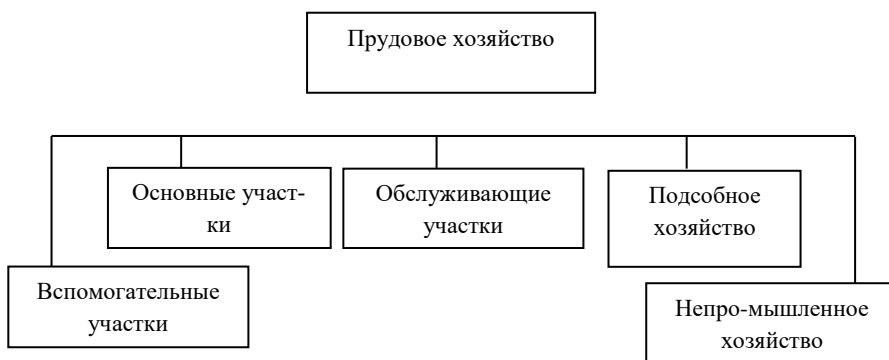 Прудовое хозяйство
Основные участ-
ки
Обслуживающие
участки
Подсобное
хозяйство
Вспомогательные
участки
Непро-мышленное
хозяйство